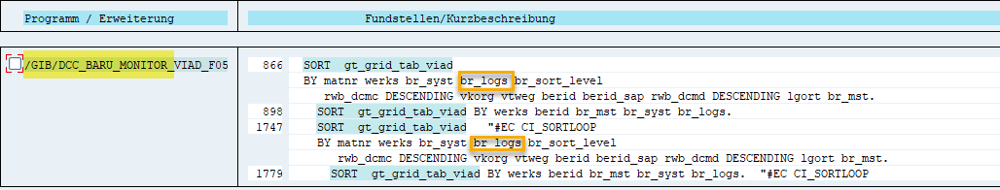 Programm / Erweiterung Fundstellen/Kurzbeschreibung
/GIB/DCC_BARU_MONITOR_VIAD_F05 866 SORT gt_grid_tab_viad
BY matnr werks br_syst br_logs br_sort_level
rwb_dcmc DESCENDING vkorg vtweg berid berid_sap rwb_dcmd DESCENDING lgort br_mst.
898 SORT gt_grid_tab_viad BY werks berid br_mst br_syst br_logs.
1747 SORT gt_grid_tab_viad "#EC CI_SORTLOOP
BY matnr werks br_syst br_logs br_sort_level
rwb_dcmc DESCENDING vkorg vtweg berid berid_sap rwb_dcmd DESCENDING lgort br_mst.
1779 SORT gt_grid_tab_viad BY werks berid br_mst br_syst br_logs. "#EC CI_SORTLOOP